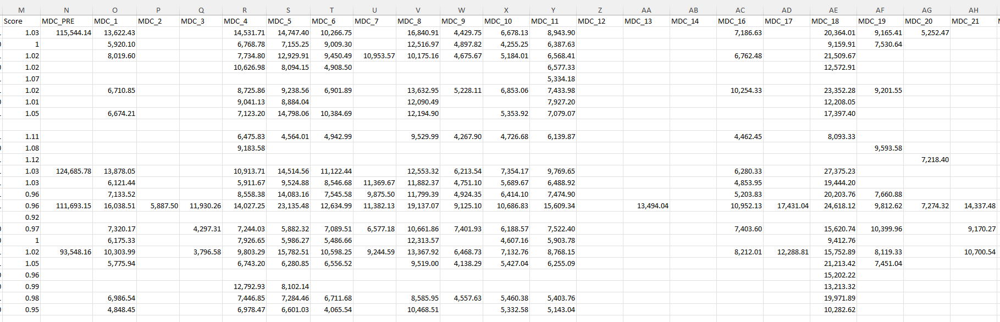 M N O P Q R S T U V W X Y Z AA AB AC AD AE AF AG AH
Score MDC_PRE MDC_1 MDC_2 MDC_3 MDC_4 MDC_5 MDC_6 MDC_7 MDC_8 MDC_9 MDC_10 MDC_11 MDC_12 MDC_13 MDC_14 MDC_16 MDC_17 MDC_18 MDC_19 MDC_20 MDC_21
1.03 115,544.14 13,622.43 14,531.71 14,747.40 10,266.75 16,840.91 4,429.75 6,678.13 8,943.90 7,186.63 20,364.01 9,165.41 5,252.47
1 5,920.10 6,768.78 7,155.25 9,009.30 12,516.97 4,897.82 4,255.25 6,387.63 9,159.91 7,530.64
1.02 8,019.60 7,734.80 12,929.91 9,450.49 10,953.57 10,175.16 4,675.67 5,184.01 6,568.41 6,762.48 21,509.67
1.02 10,626.98 8,094.15 4,908.50 6,577.33 12,572.91
1.07 5,334.18
1.02 6,710.85 8,725.86 9,238.56 6,901.89 13,632.95 5,228.11 6,853.06 7,433.98 10,254.33 23,352.28 9,201.55
1.01 9,041.13 8,884.04 12,090.49 7,927.20 12,208.05
1.05 6,674.21 7,123.20 14,798.06 10,384.69 12,194.90 5,353.92 7,079.07 17,397.40
1.11 6,475.83 4,564.01 4,942.99 9,529.99 4,267.90 4,726.68 6,139.87 4,462.45 8,093.33
1.08 9,183.58 9,593.58
1.12 7,218.40
1.03 124,685.78 13,878.05 10,913.71 14,514.56 11,122.44 12,553.32 6,213.54 7,354.17 9,769.65 6,280.33 27,375.23
1.03 6,121.44 5,911.67 9,524.88 8,546.68 11,369.67 11,882.37 4,751.10 5,689.67 6,488.92 4,853.95 19,444.20
0.96 7,133.52 8,558.38 14,083.16 7,545.58 9,875.50 11,799.39 4,924.35 6,414.10 7,474.90 5,203.83 20,203.76 7,660.88
0.96 111,693.15 16,038.51 5,887.50 11,930.26 14,027.25 23,135.48 12,634.99 11,382.13 19,137.07 9,125.10 10,686.83 15,609.34 13,494.04 10,952.13 17,431.04 24,618.12 9,812.62 7,274.32 14,337.48
0.92
0.97 7,320.17 4,297.31 7,244.03 5,882.32 7,089.51 6,577.18 10,661.86 7,401.93 6,188.57 7,522.40 7,403.60 15,620.74 10,399.96 9,170.27
1 6,175.33 7,926.65 5,986.27 5,486.66 12,313.57 4,607.16 5,903.78 9,412.76
1.02 93,548.16 10,303.99 3,796.58 9,803.29 15,782.51 10,598.25 9,244.59 13,367.92 6,468.73 7,132.76 8,768.15 8,212.01 12,288.81 15,752.89 8,119.33 10,700.54
1.05 5,775.94 6,743.20 6,280.85 6,556.52 9,519.00 4,138.29 5,427.04 6,255.09 21,213.42 7,451.04
0.96 15,202.22
0.99 12,792.93 8,102.14 13,213.32
0.98 6,986.54 7,446.85 7,284.46 6,711.68 8,585.95 4,557.63 5,460.38 5,403.76 19,971.89
0.95 4,848.45 6,978.47 6,601.03 4,065.54 10,468.51 5,332.58 5,143.04 10,282.62